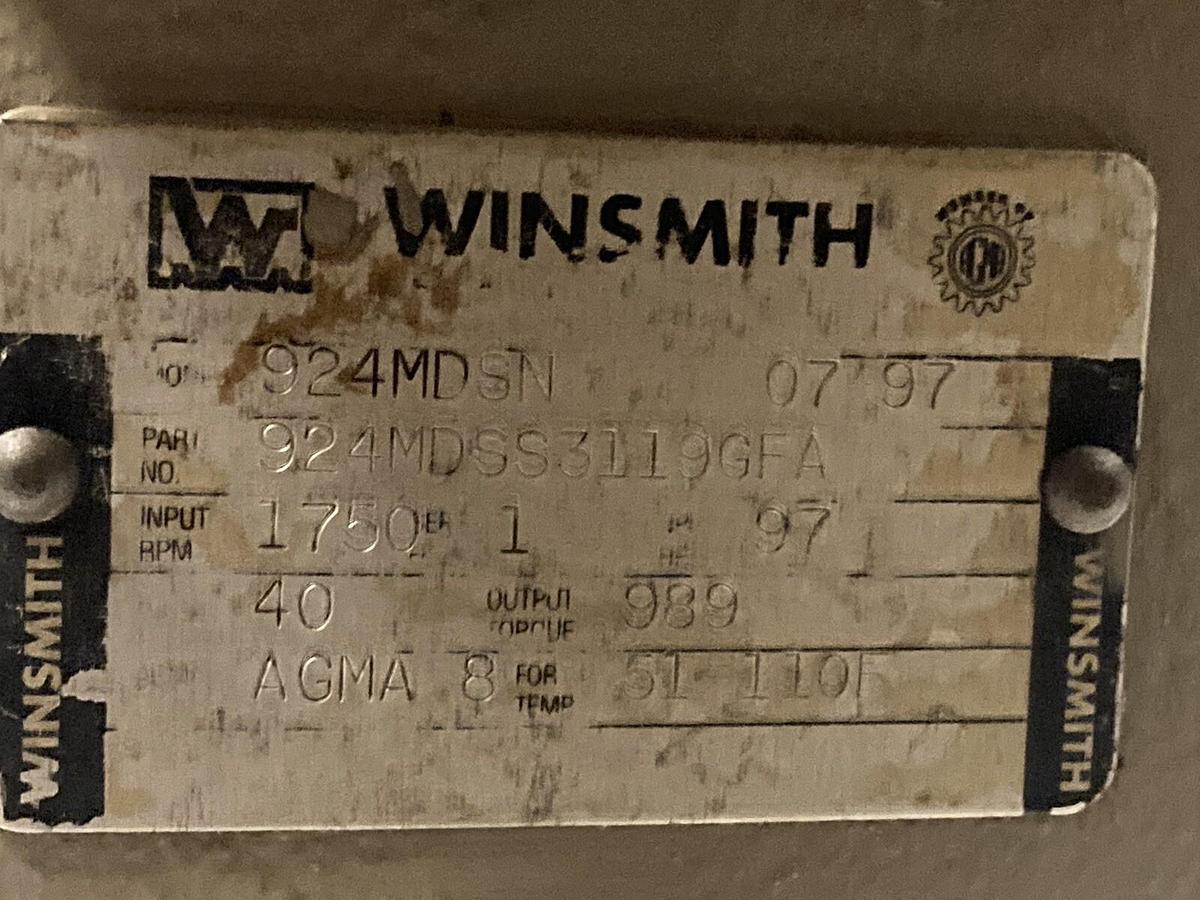 W WINSMITH
924MDSN 07 97
PART NO. 924MDSS3119GFA
INPUT RPM 1750 1 97
40 OUTPUT TORQUE 989
AGMA 8 FOR TEMP 51-110F
WINSMITH
WINSMITH